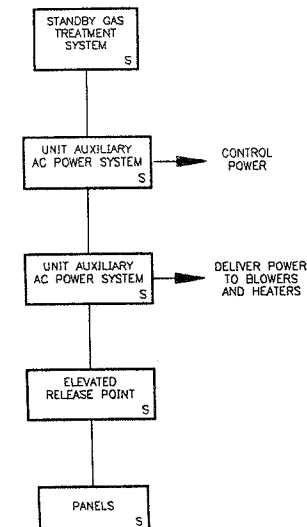 STANDBY GAS
TREATMENT
SYSTEM
S
UNIT AUXILIARY
AC POWER SYSTEM
S
CONTROL
POWER
UNIT AUXILIARY
AC POWER SYSTEM
S
DELIVER POWER
TO BLOWERS
AND HEATERS
ELEVATED
RELEASE POINT
S
PANELS
S